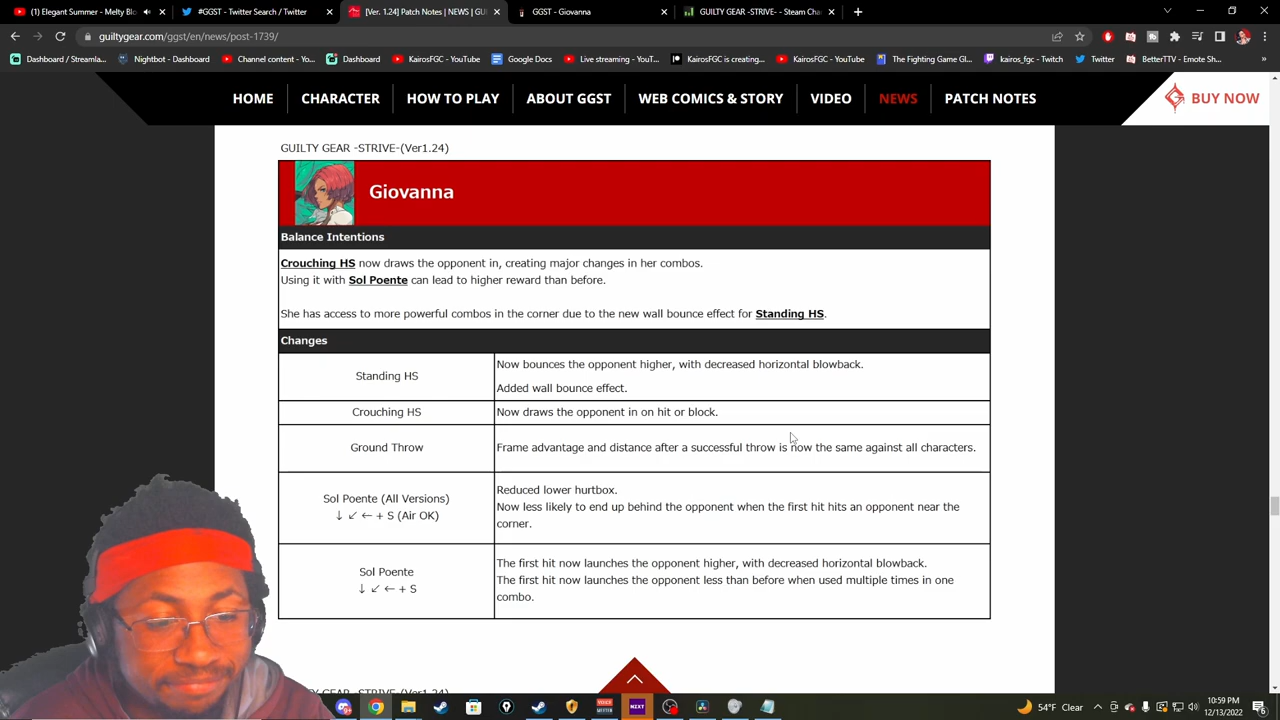 (1) Elegant Summer - Melty Blo
#GGST - Twitter Search / Twitter
[Ver. 1.24] Patch Notes | NEWS | GUI
GGST - Giovanna
GUILTY GEAR -STRIVE- - Steam Cha
guiltygear.com/ggst/en/news/post-1739/
Dashboard / Streamla...
Nightbot - Dashboard
Channel content - Yo...
Dashboard
KairosFGC - YouTube
Google Docs
Live streaming - YouT...
KairosFGC is creating...
KairosFGC - YouTube
The Fighting Game Gl...
kairos_fgc - Twitch
Twitter
BetterTTV - Emote Sh...
HOME
CHARACTER
HOW TO PLAY
ABOUT GGST
WEB COMICS & STORY
VIDEO
NEWS
PATCH NOTES
BUY NOW
GUILTY GEAR -STRIVE-(Ver1.24)
Giovanna
Balance Intentions
Crouching HS now draws the opponent in, creating major changes in her combos.
Using it with Sol Poente can lead to higher reward than before.
She has access to more powerful combos in the corner due to the new wall bounce effect for Standing HS.
Changes
Standing HS
Now bounces the opponent higher, with decreased horizontal blowback.
Added wall bounce effect.
Crouching HS
Now draws the opponent in on hit or block.
Ground Throw
Frame advantage and distance after a successful throw is now the same against all characters.
Sol Poente (All Versions)
↓ ↙ ← + S (Air OK)
Reduced lower hurtbox.
Now less likely to end up behind the opponent when the first hit hits an opponent near the
corner.
Sol Poente
↓ ↙ ← + S
The first hit now launches the opponent higher, with decreased horizontal blowback.
The first hit now launches the opponent less than before when used multiple times in one
combo.
GUILTY GEAR -STRIVE-(Ver1.24)
VOICE
MEETER
NZXT
54°F Clear
10:59 PM
12/13/2022